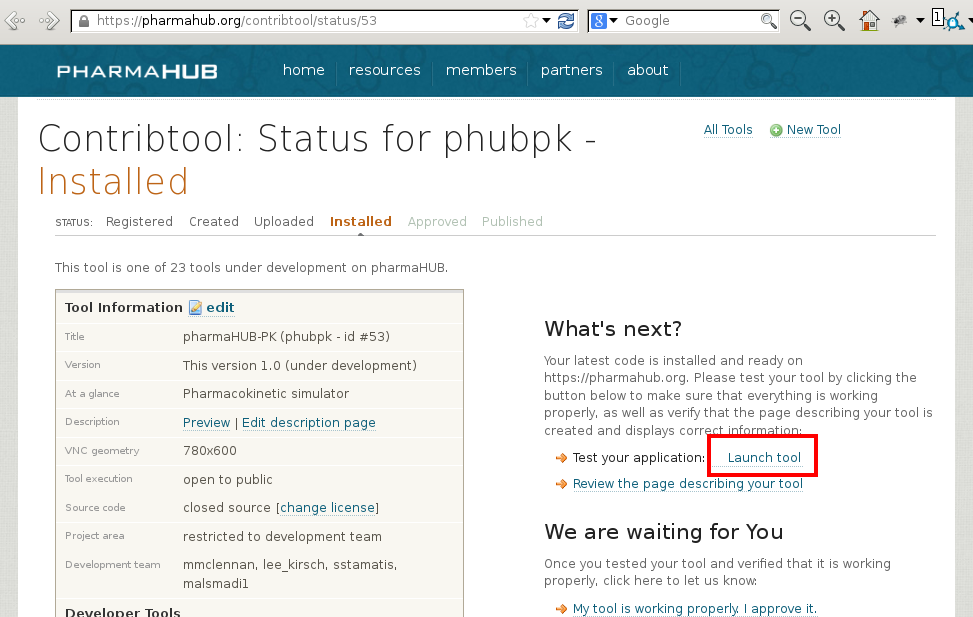 https://pharmahub.org/contribtool/status/53
8
Google
1
PHARMAHUB
home
resources
members
partners
about
Contribtool: Status for phubpk -
Installed
All Tools
New Tool
STATUS: Registered Created Uploaded Installed Approved Published
This tool is one of 23 tools under development on pharmaHUB.
Tool Information edit
Title pharmaHUB-PK (phubpk - id #53)
Version This version 1.0 (under development)
At a glance Pharmacokinetic simulator
Description Preview | Edit description page
VNC geometry 780x600
Tool execution open to public
Source code closed source [change license]
Project area restricted to development team
Development team mmclennan, lee_kirsch, sstamatis,
malsmadi1
Developer Tools
What's next?
Your latest code is installed and ready on
https://pharmahub.org. Please test your tool by clicking the
button below to make sure that everything is working
properly, as well as verify that the page describing your tool is
created and displays correct information:
Test your application: Launch tool
Review the page describing your tool
We are waiting for You
Once you tested your tool and verified that it is working
properly, click here to let us know:
My tool is working properly. I approve it.